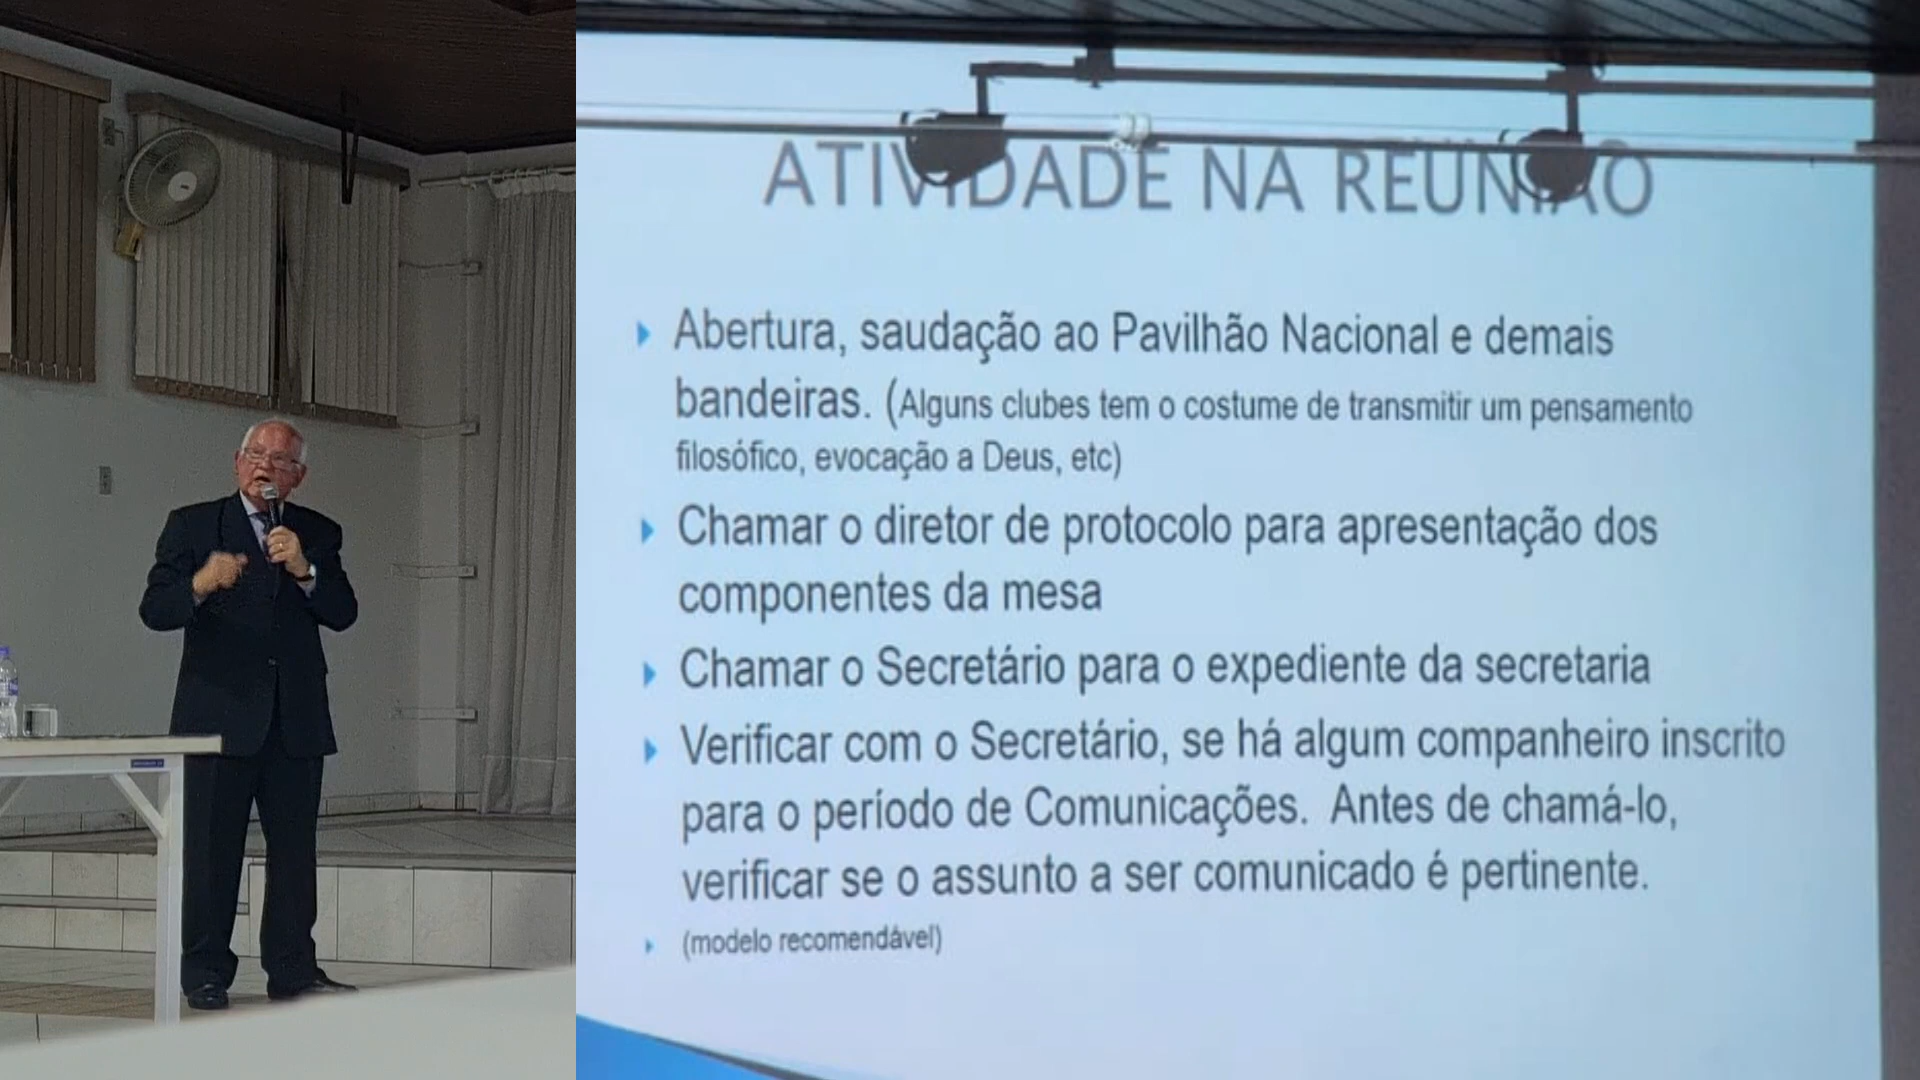 ATIVIDADE NA REUNIÃO
Abertura, saudação ao Pavilhão Nacional e demais
bandeiras. (Alguns clubes tem o costume de transmitir um pensamento
filosófico, evocação a Deus, etc)
Chamar o diretor de protocolo para apresentação dos
componentes da mesa
Chamar o Secretário para o expediente da secretaria
Verificar com o Secretário, se há algum companheiro inscrito
para o período de Comunicações. Antes de chamá-lo,
verificar se o assunto a ser comunicado é pertinente.
(modelo recomendável)